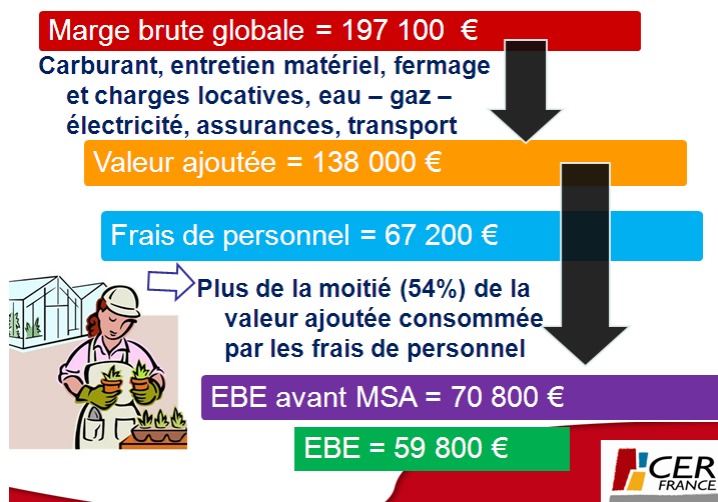 Marge brute globale = 197 100 €
Carburant, entretien matériel, fermage
et charges locatives, eau – gaz –
électricité, assurances, transport
Valeur ajoutée = 138 000 €
Frais de personnel = 67 200 €
Plus de la moitié (54%) de la
valeur ajoutée consommée
par les frais de personnel
EBE avant MSA = 70 800 €
EBE = 59 800 €
CER
FRANCE